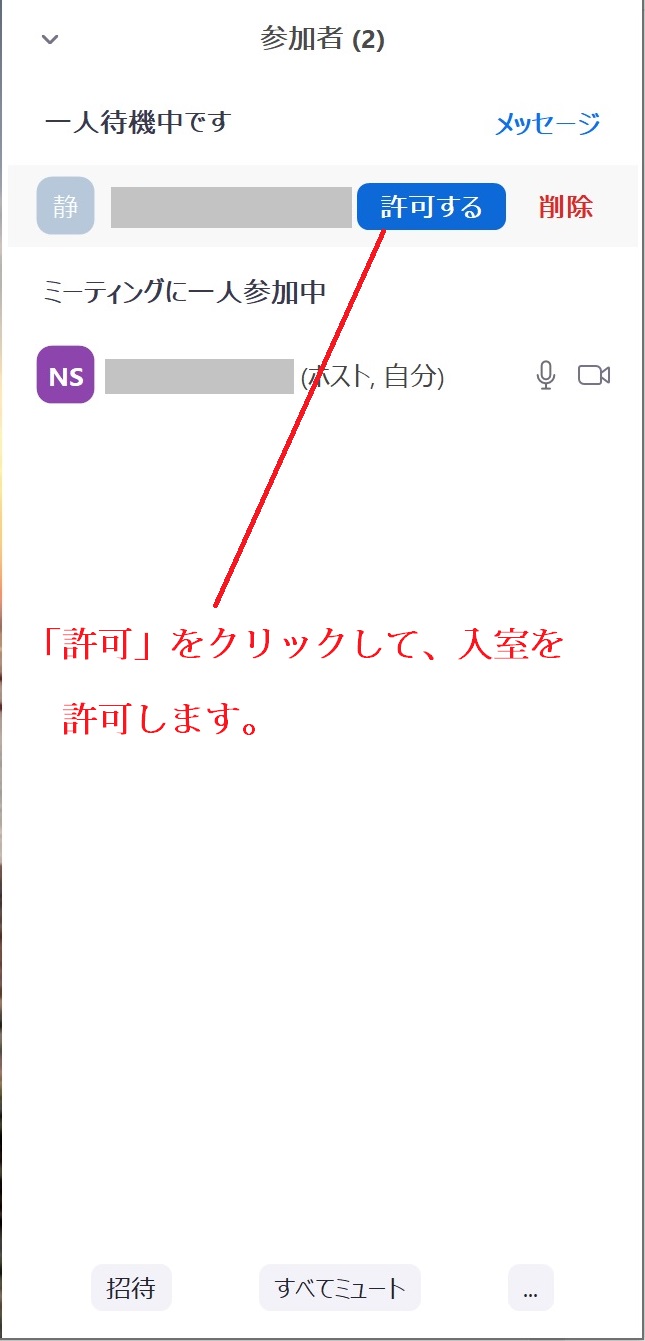 参加者 (2)
一人待機中です メッセージ
静 許可する 削除
ミーティングに一人参加中
NS (ホスト, 自分)
「許可」をクリックして、入室を
許可します。
招待 すべてミュート ...